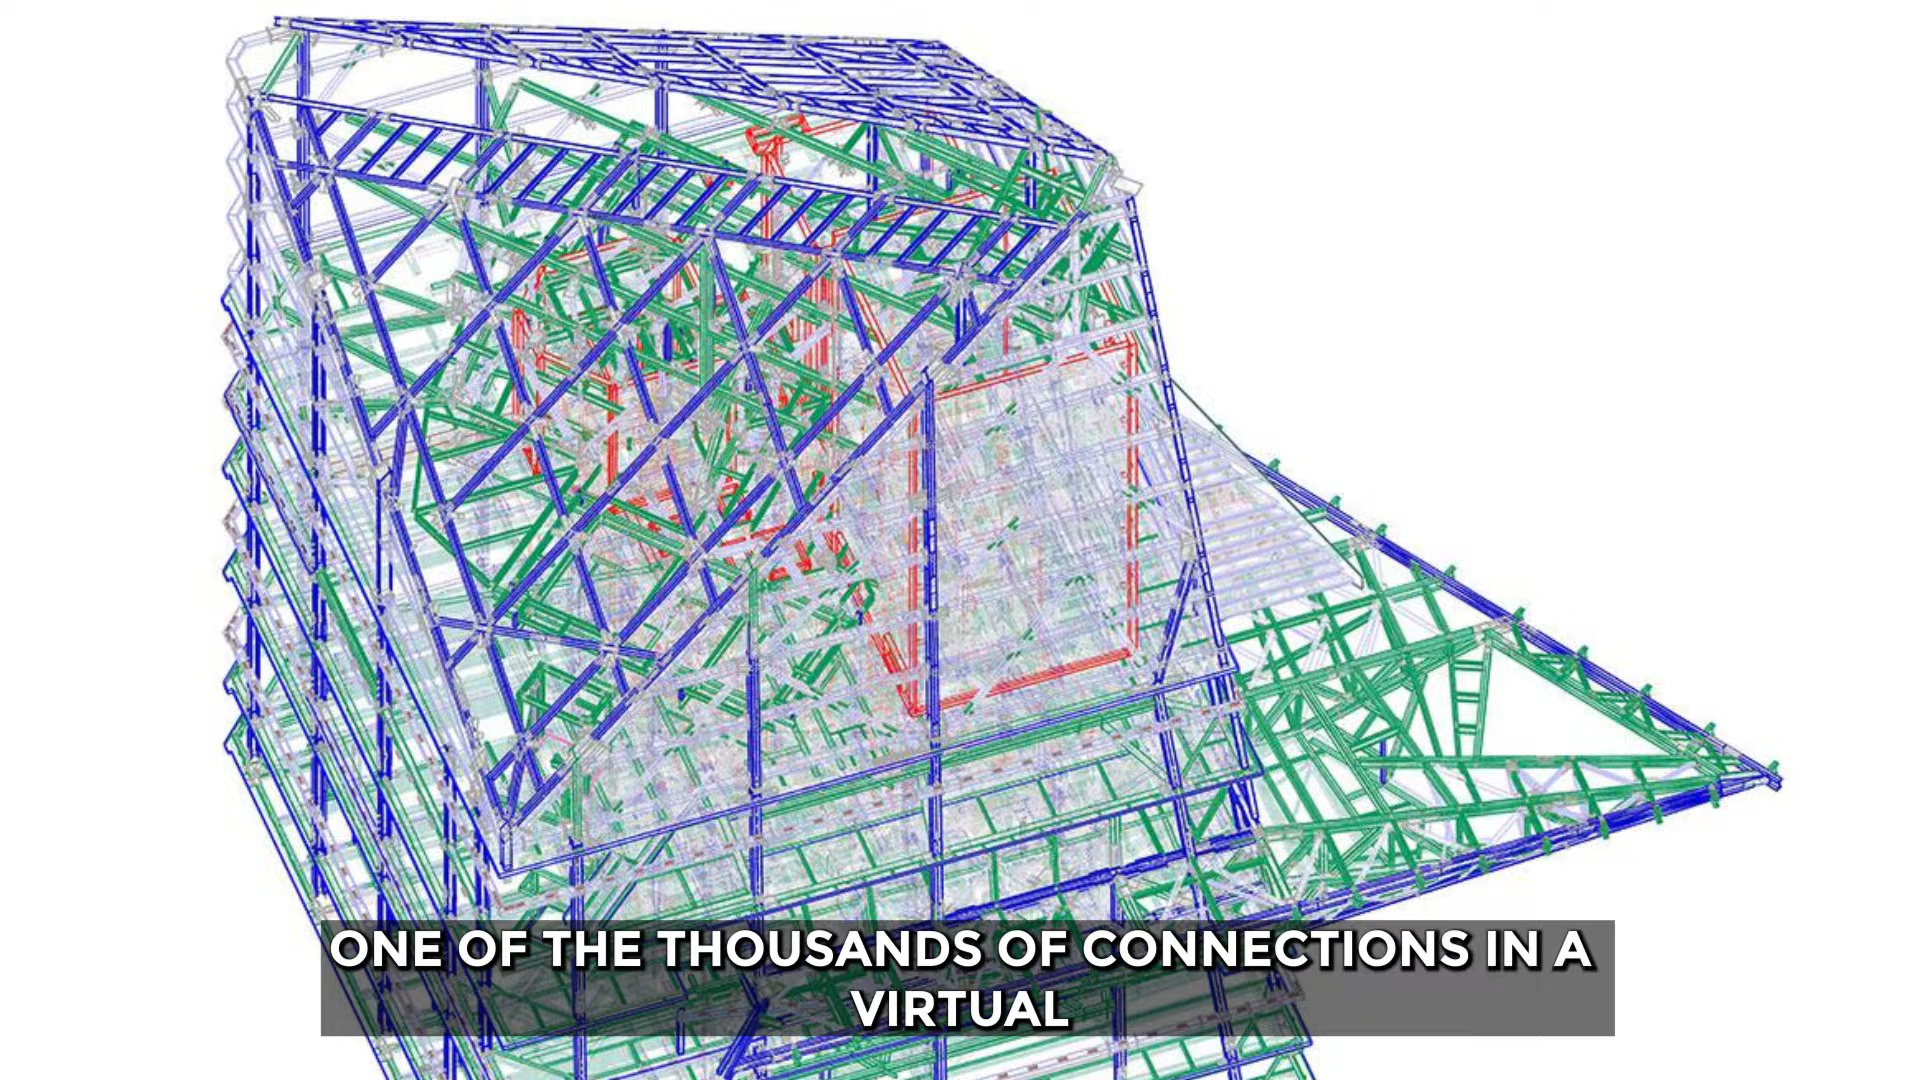 ONE OF THE THOUSANDS OF CONNECTIONS IN A
VIRTUAL